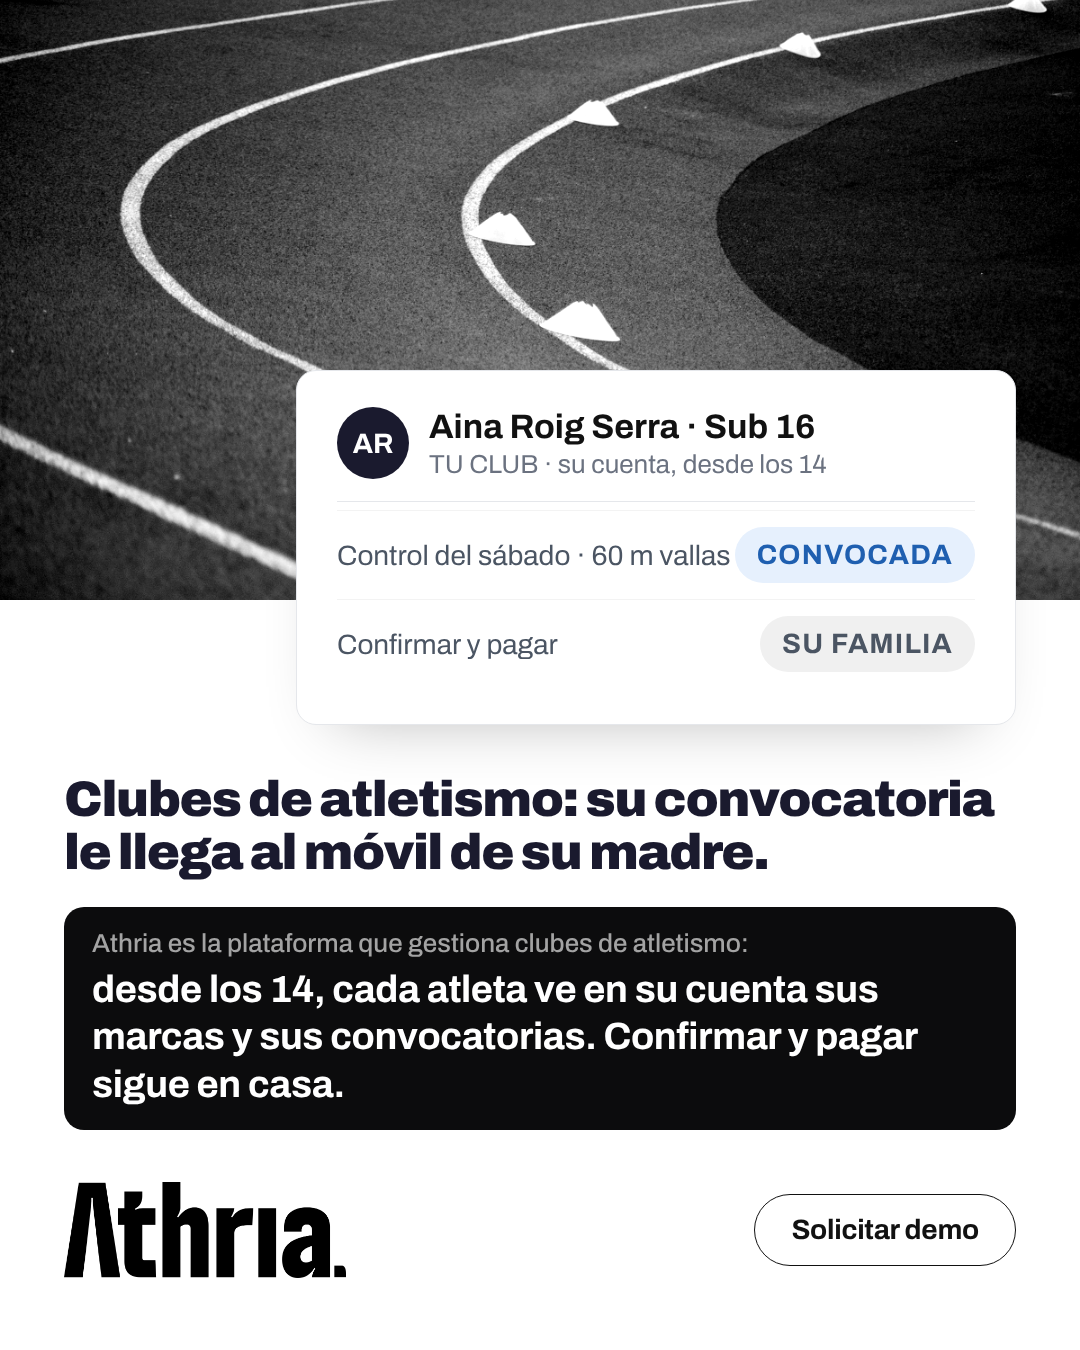 AR
Aina Roig Serra · Sub 16
TU CLUB · su cuenta, desde los 14
Control del sábado · 60 m vallas CONVOCADA
Confirmar y pagar SU FAMILIA
Clubes de atletismo: su convocatoria
le llega al móvil de su madre.
Athria es la plataforma que gestiona clubes de atletismo:
desde los 14, cada atleta ve en su cuenta sus
marcas y sus convocatorias. Confirmar y pagar
sigue en casa.
Athria.
Solicitar demo